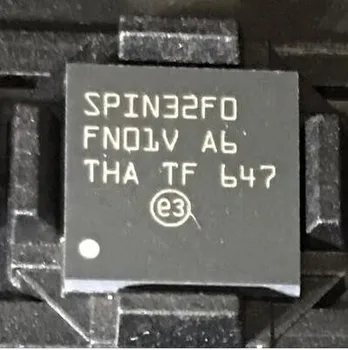 SPIN32F0
FN01V A6
THA TF 647
e3